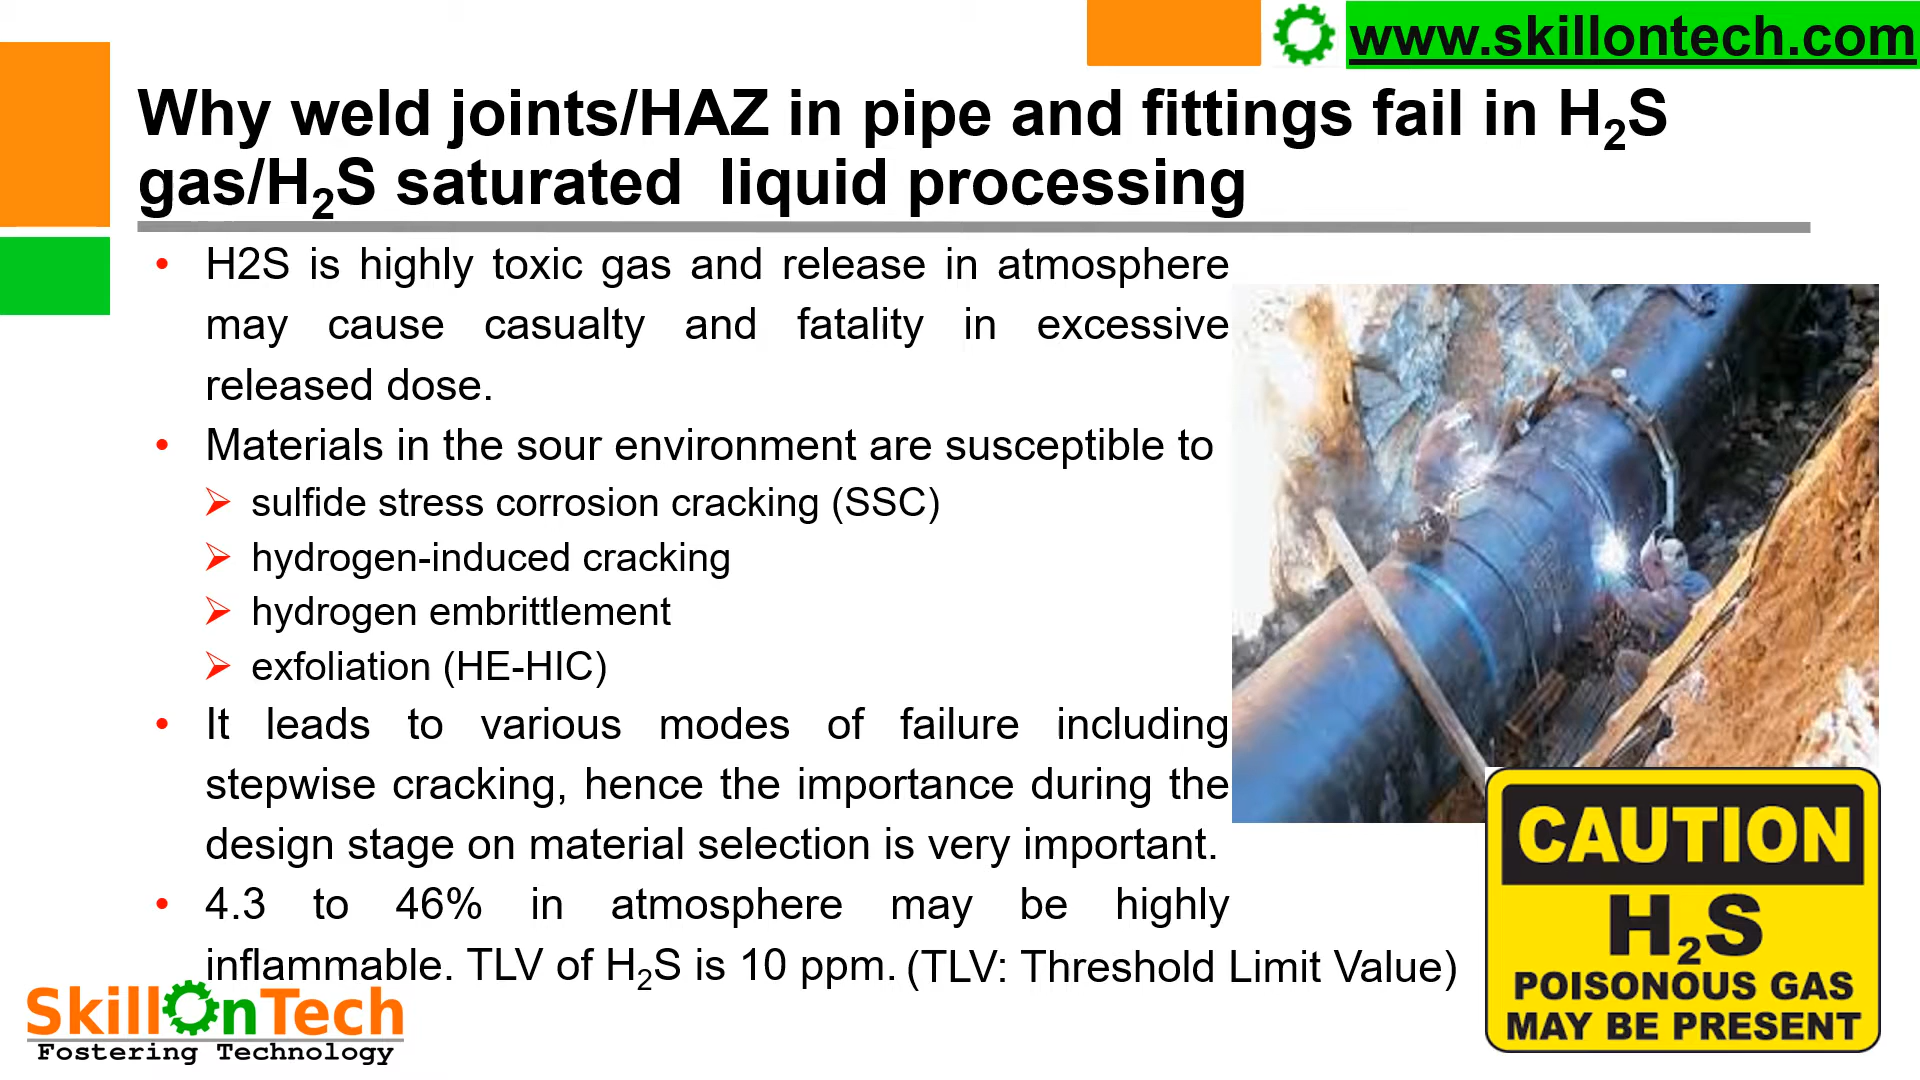 www.skillontech.com
Why weld joints/HAZ in pipe and fittings fail in H₂S
gas/H₂S saturated liquid processing
• H2S is highly toxic gas and release in atmosphere
may cause casualty and fatality in excessive
released dose.
• Materials in the sour environment are susceptible to
➢ sulfide stress corrosion cracking (SSC)
➢ hydrogen-induced cracking
➢ hydrogen embrittlement
➢ exfoliation (HE-HIC)
• It leads to various modes of failure including
stepwise cracking, hence the importance during the
design stage on material selection is very important.
• 4.3 to 46% in atmosphere may be highly
inflammable. TLV of H₂S is 10 ppm. (TLV: Threshold Limit Value)
CAUTION
H₂S
POISONOUS GAS
MAY BE PRESENT
SkillOnTech
Fostering Technology